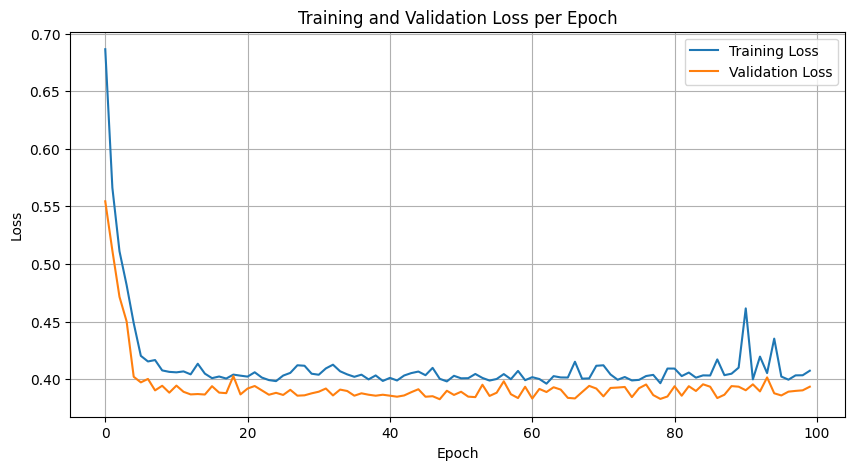 Training and Validation Loss per Epoch
0.70
0.65
0.60
0.55
0.50
0.45
0.40
Loss
Training Loss
Validation Loss
0 20 40 60 80 100
Epoch